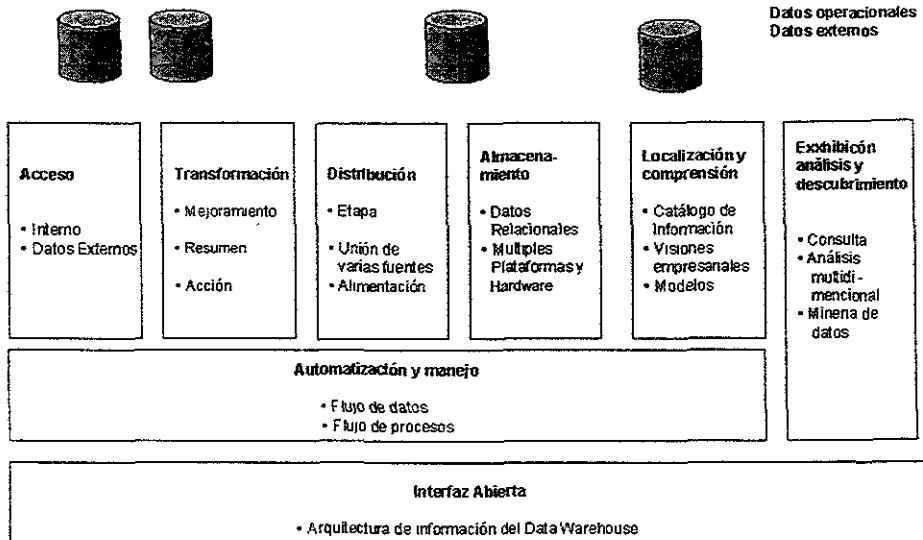 Datos operacionales
Datos externos
Acceso
• Interno
• Datos Externos
Transformación
• Mejoramiento
• Resumen
• Acción
Distribución
• Etapa
• Unión de
varias fuentes
• Alimentación
Almacena-
miento
• Datos
Relacionales
• Multiples
Plataformas y
Hardware
Localización y
comprensión
• Catálogo de
Información
• Visiones
empresanales
• Modelos
Exxhibicón
análisis y
descubrimiento
• Consulta
• Análisis
multidi-
mencional
• Minena de
datos
Automatización y manejo
• Flujo de datos
• Flujo de procesos
Interfaz Abierta
• Arquitectura de información del Data Warehouse